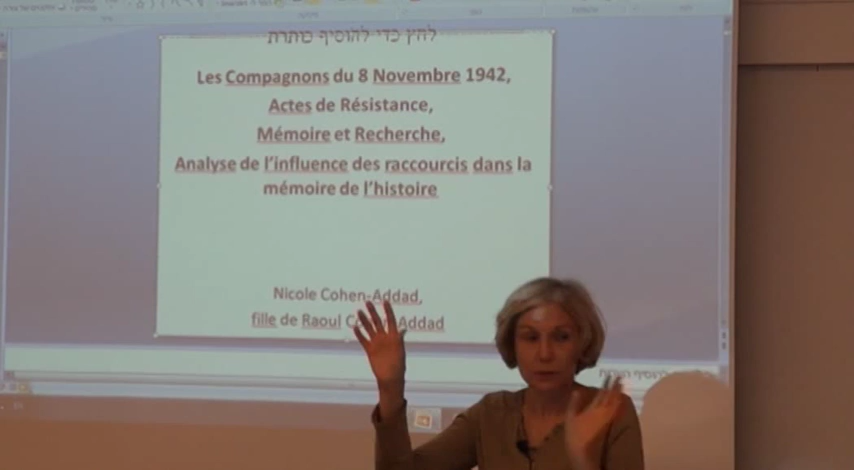 להץ כדי להוסיף כותרת
Les Compagnons du 8 Novembre 1942,
Actes de Résistance,
Mémoire et Recherche,
Analyse de l'influence des raccourcis dans la
mémoire de l'histoire
Nicole Cohen-Addad,
fille de Raoul Addad